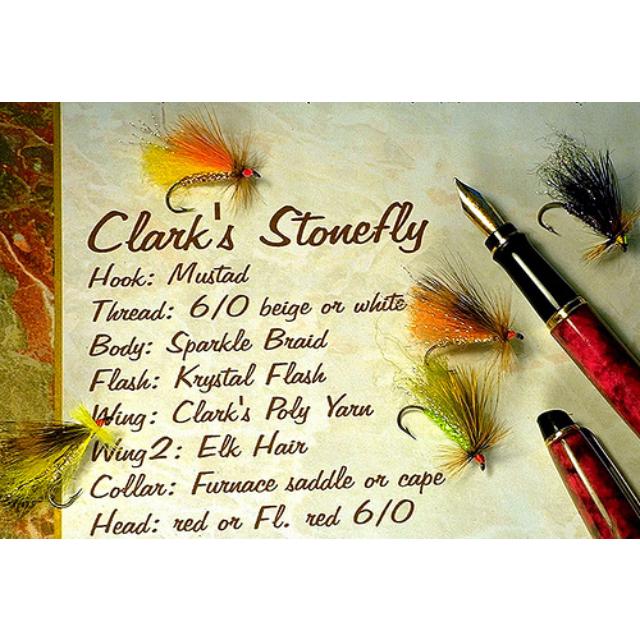 Clark's Stonefly
Hook: Mustad
Thread: 6/0 beige or white
Body: Sparkle Braid
Flash: Krystal Flash
Wing: Clark's Poly Yarn
Wing2: Elk Hair
Collar: Furnace saddle or cape
Head: red or Fl. red 6/0